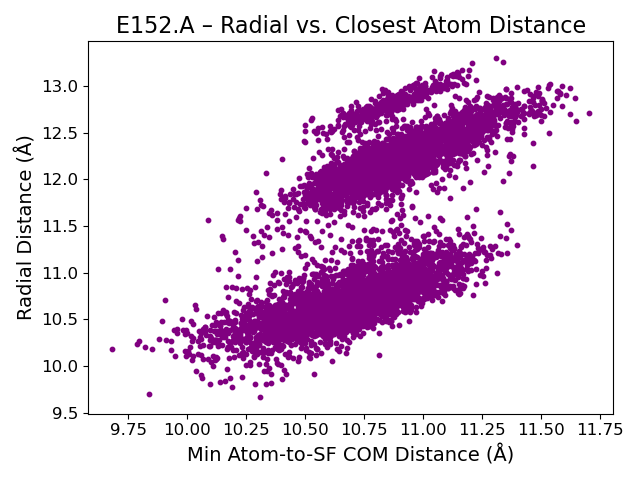 E152.A – Radial vs. Closest Atom Distance
Radial Distance (Å)
13.0
12.5
12.0
11.5
11.0
10.5
10.0
9.5
9.75 10.00 10.25 10.50 10.75 11.00 11.25 11.50 11.75
Min Atom-to-SF COM Distance (Å)